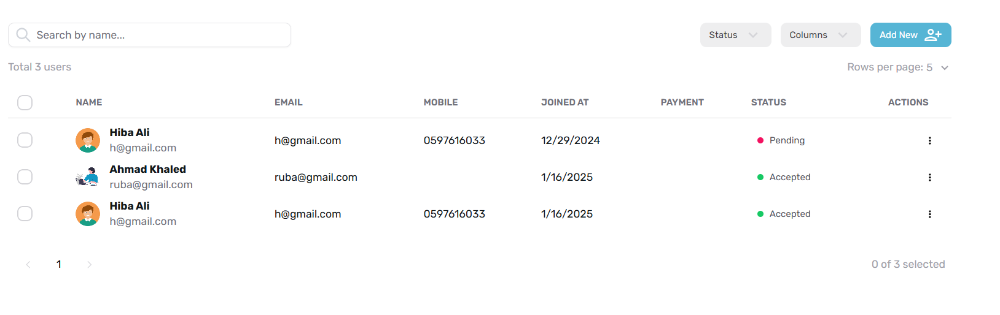 Search by name...
Status
Columns
Add New
Total 3 users
Rows per page: 5
NAME EMAIL MOBILE JOINED AT PAYMENT STATUS ACTIONS
Hiba Ali
h@gmail.com
h@gmail.com 0597616033 12/29/2024 Pending
Ahmad Khaled
ruba@gmail.com
ruba@gmail.com 1/16/2025 Accepted
Hiba Ali
h@gmail.com
h@gmail.com 0597616033 1/16/2025 Accepted
1
0 of 3 selected